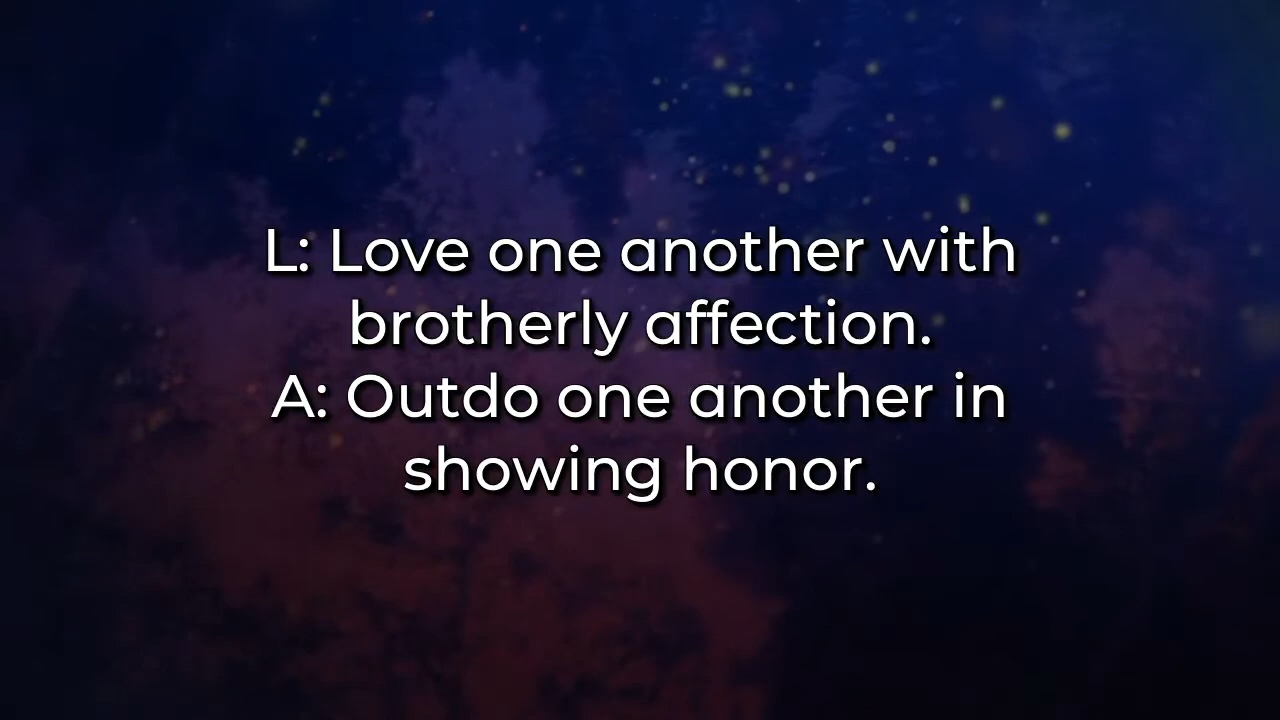 L: Love one another with
brotherly affection.
A: Outdo one another in
showing honor.